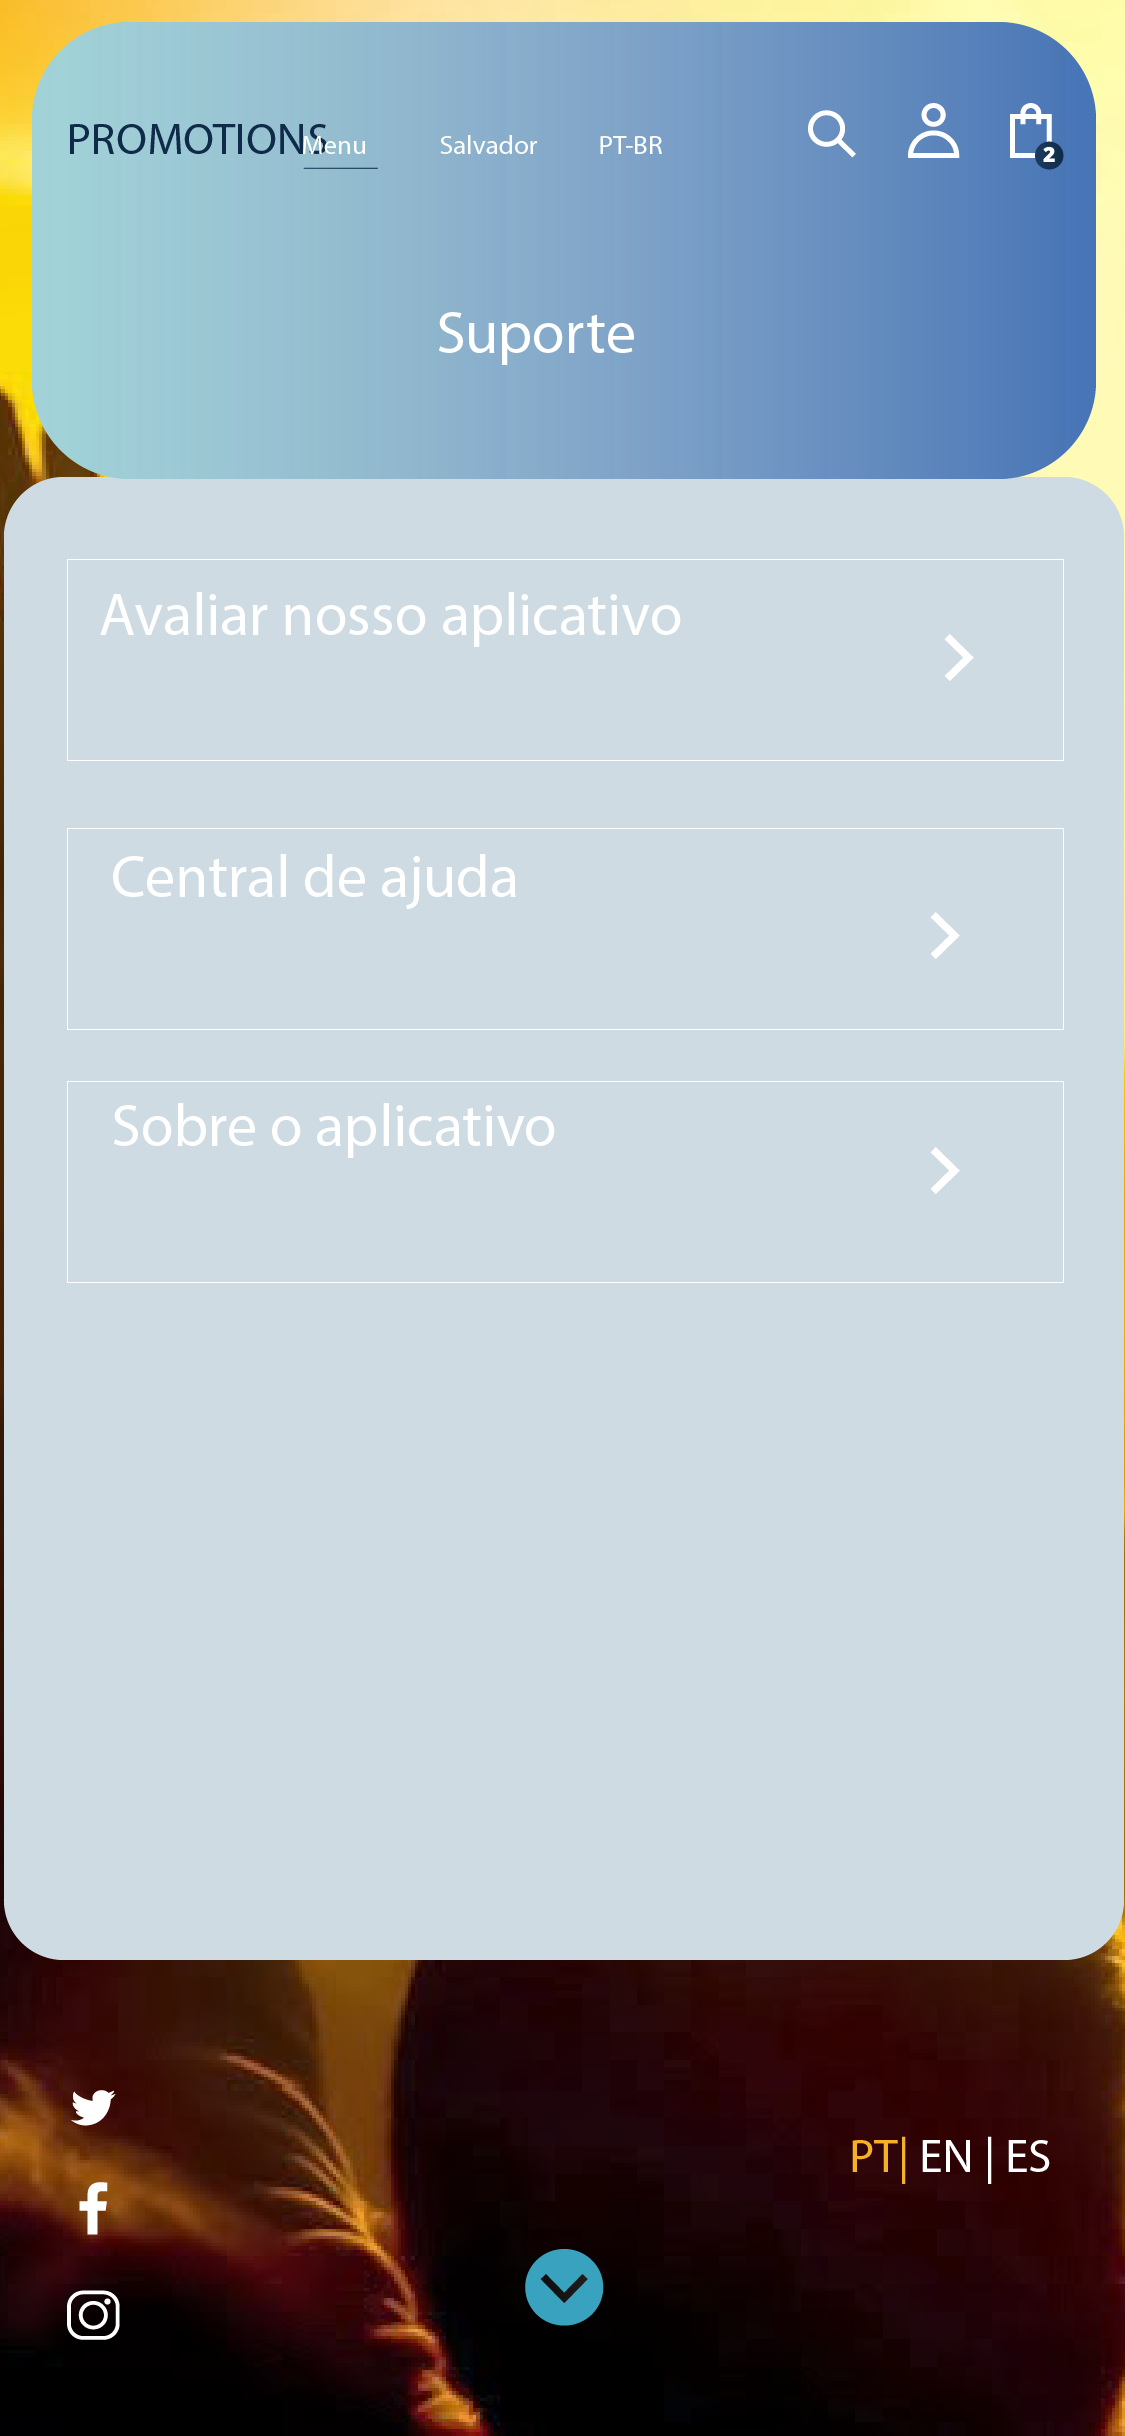 PROMOTIONS Menu Salvador PT-BR
2
Suporte
Avaliar nosso aplicativo
Central de ajuda
Sobre o aplicativo
PT| EN | ES